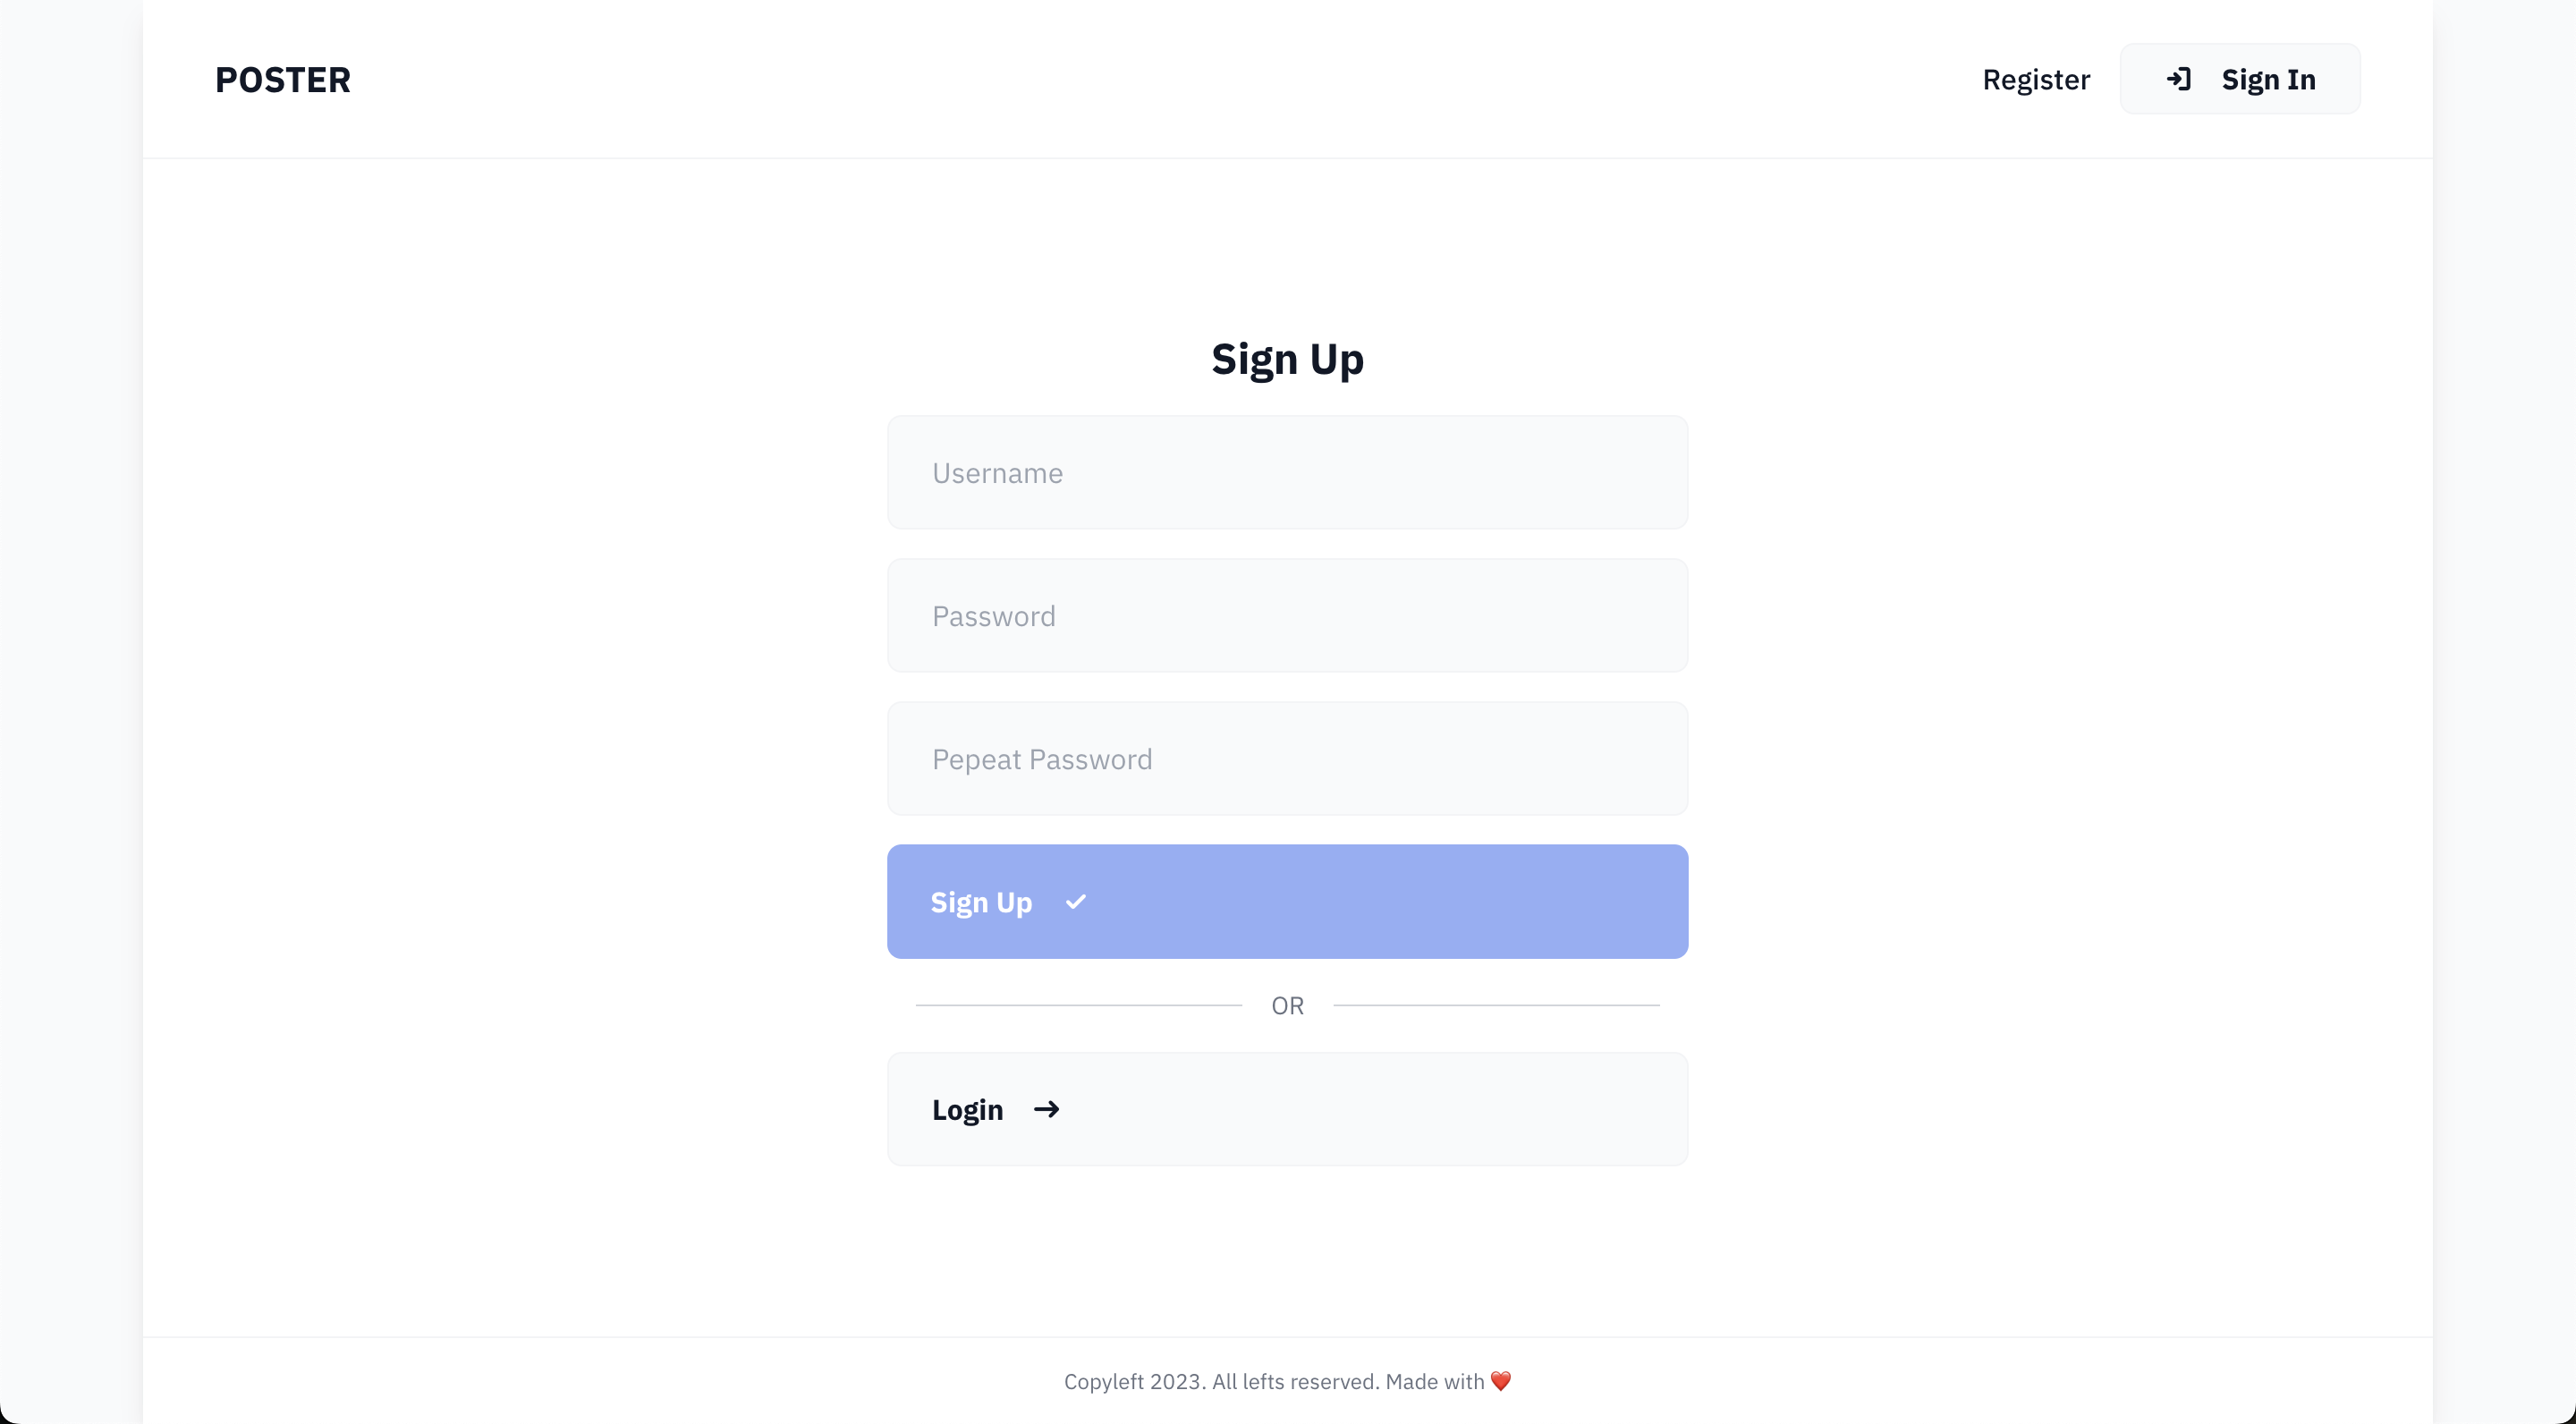 POSTER
Register
Sign In
Sign Up
Username
Password
Pepeat Password
Sign Up
OR
Login
Copyleft 2023. All lefts reserved. Made with ❤️